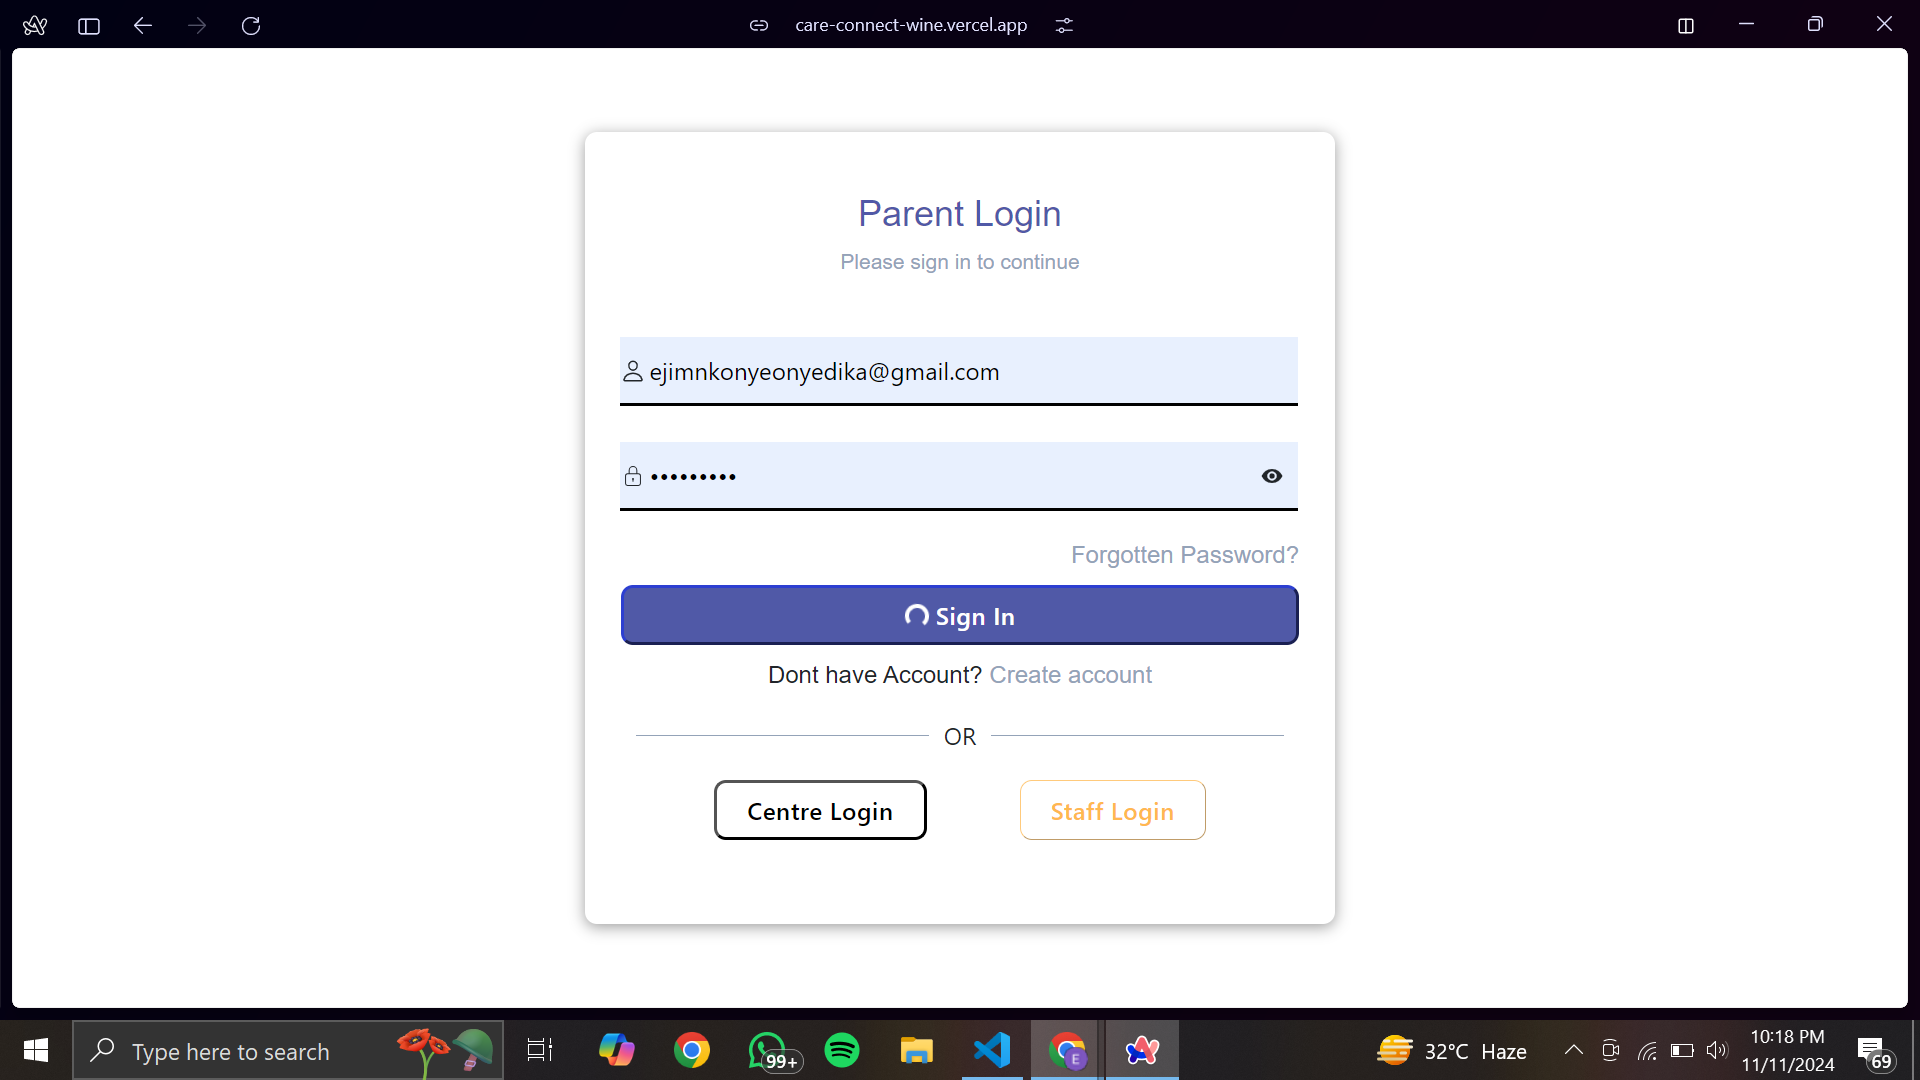 care-connect-wine.vercel.app
Parent Login
Please sign in to continue
ejimnkonyeonyedika@gmail.com
•••••••••
Forgotten Password?
Sign In
Dont have Account? Create account
OR
Centre Login
Staff Login
Type here to search
99+
E
32°C Haze
10:18 PM
11/11/2024
69